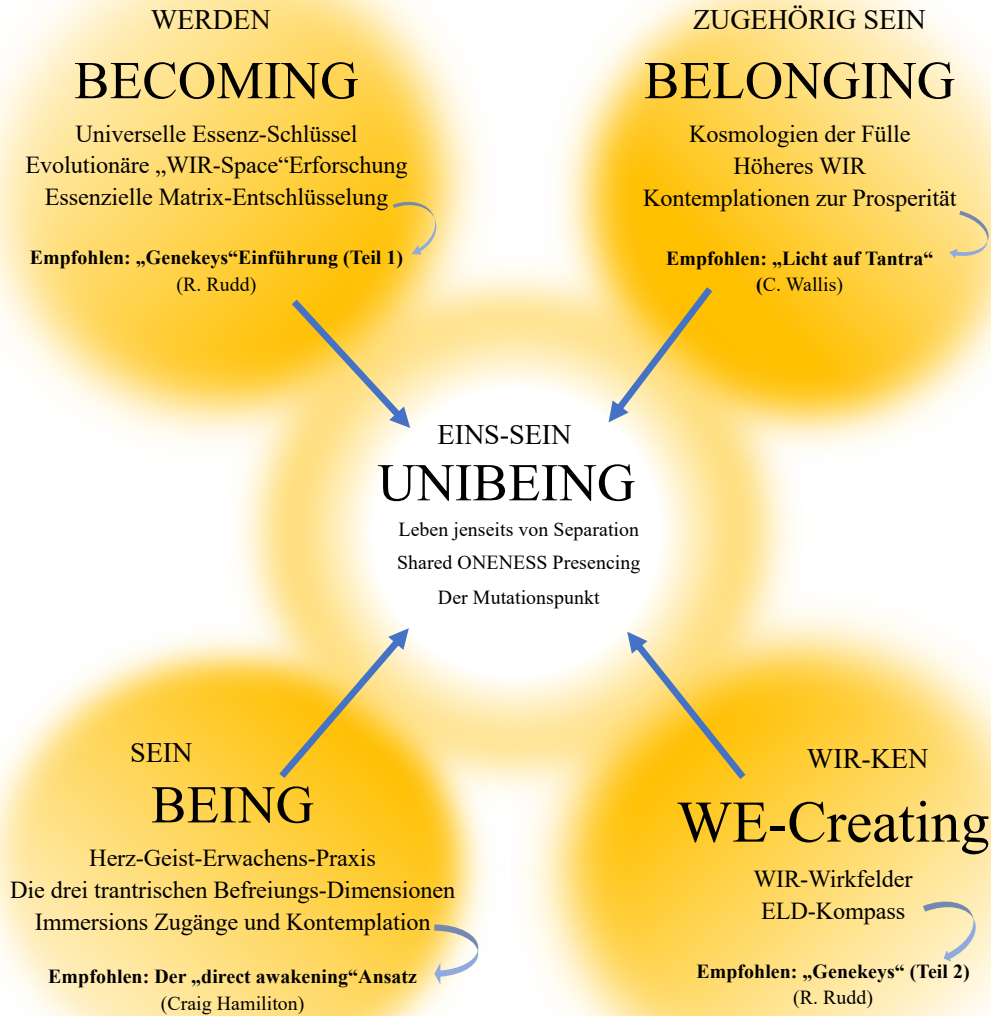 WERDEN
BECOMING
Universelle Essenz-Schlüssel
Evolutionäre „WIR-Space“Erforschung
Essenzielle Matrix-Entschlüsselung
Empfohlen: „Genekeys“Einführung (Teil 1)
(R. Rudd)
ZUGEHÖRIG SEIN
BELONGING
Kosmologien der Fülle
Höheres WIR
Kontemplationen zur Prosperität
Empfohlen: „Licht auf Tantra“
(C. Wallis)
EINS-SEIN
UNIBEING
Leben jenseits von Separation
Shared ONENESS Presencing
Der Mutationspunkt
SEIN
BEING
Herz-Geist-Erwachens-Praxis
Die drei trantrischen Befreiungs-Dimensionen
Immersions Zugänge und Kontemplation
Empfohlen: Der „direct awakening“Ansatz
(Craig Hamiliton)
WIR-KEN
WE-Creating
WIR-Wirkfelder
ELD-Kompass
Empfohlen: „Genekeys“ (Teil 2)
(R. Rudd)